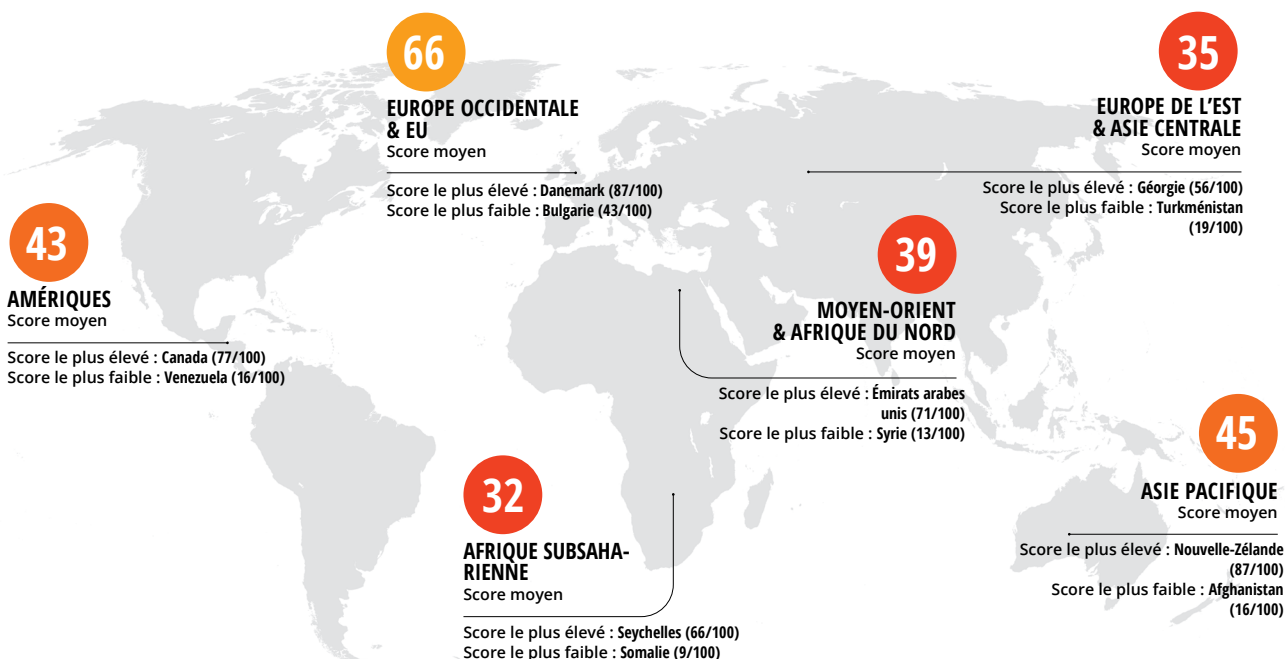 66
EUROPE OCCIDENTALE
& EU
Score moyen
Score le plus élevé : Danemark (87/100)
Score le plus faible : Bulgarie (43/100)
35
EUROPE DE L'EST
& ASIE CENTRALE
Score moyen
Score le plus élevé : Géorgie (56/100)
Score le plus faible : Turkménistan
(19/100)
43
AMÉRIQUES
Score moyen
Score le plus élevé : Canada (77/100)
Score le plus faible : Venezuela (16/100)
39
MOYEN-ORIENT
& AFRIQUE DU NORD
Score moyen
Score le plus élevé : Émirats arabes
unis (71/100)
Score le plus faible : Syrie (13/100)
32
AFRIQUE SUBSAHA-
RIENNE
Score moyen
Score le plus élevé : Seychelles (66/100)
Score le plus faible : Somalie (9/100)
45
ASIE PACIFIQUE
Score moyen
Score le plus élevé : Nouvelle-Zélande
(87/100)
Score le plus faible : Afghanistan
(16/100)